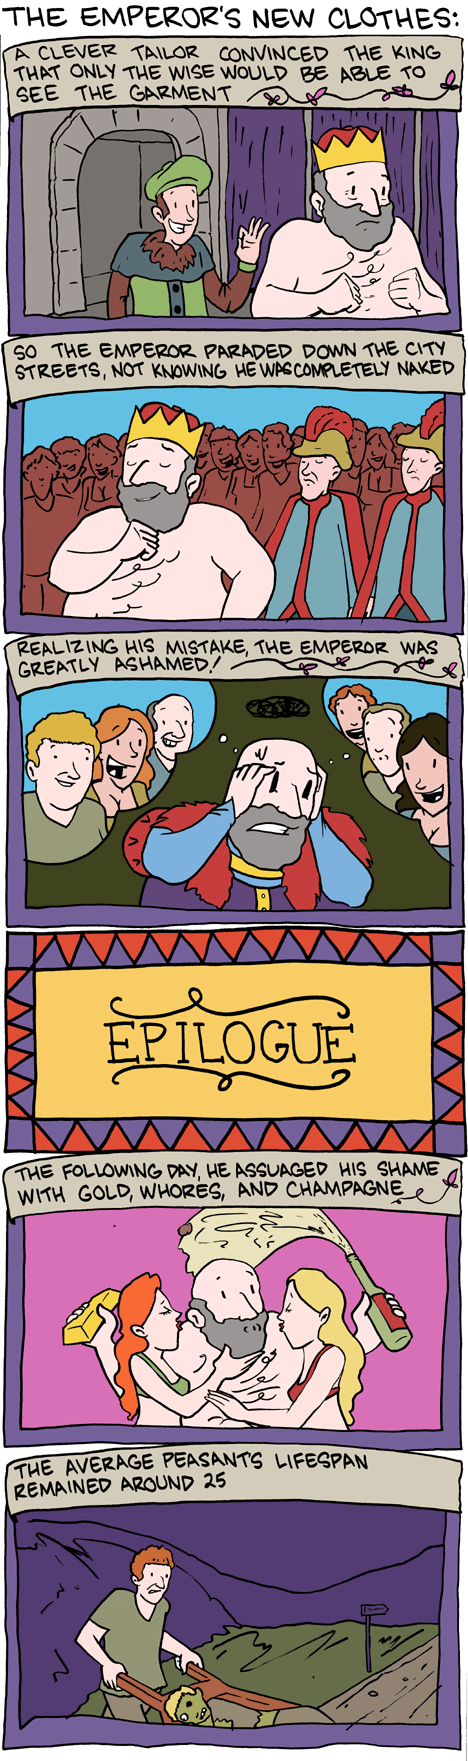 THE EMPEROR'S NEW CLOTHES:
A CLEVER TAILOR CONVINCED THE KING
THAT ONLY THE WISE WOULD BE ABLE TO
SEE THE GARMENT
SO THE EMPEROR PARADED DOWN THE CITY
STREETS, NOT KNOWING HE WAS COMPLETELY NAKED
REALIZING HIS MISTAKE, THE EMPEROR WAS
GREATLY ASHAMED!
EPILOGUE
THE FOLLOWING DAY, HE ASSUAGED HIS SHAME
WITH GOLD, WHORES, AND CHAMPAGNE
THE AVERAGE PEASANT'S LIFESPAN
REMAINED AROUND 25